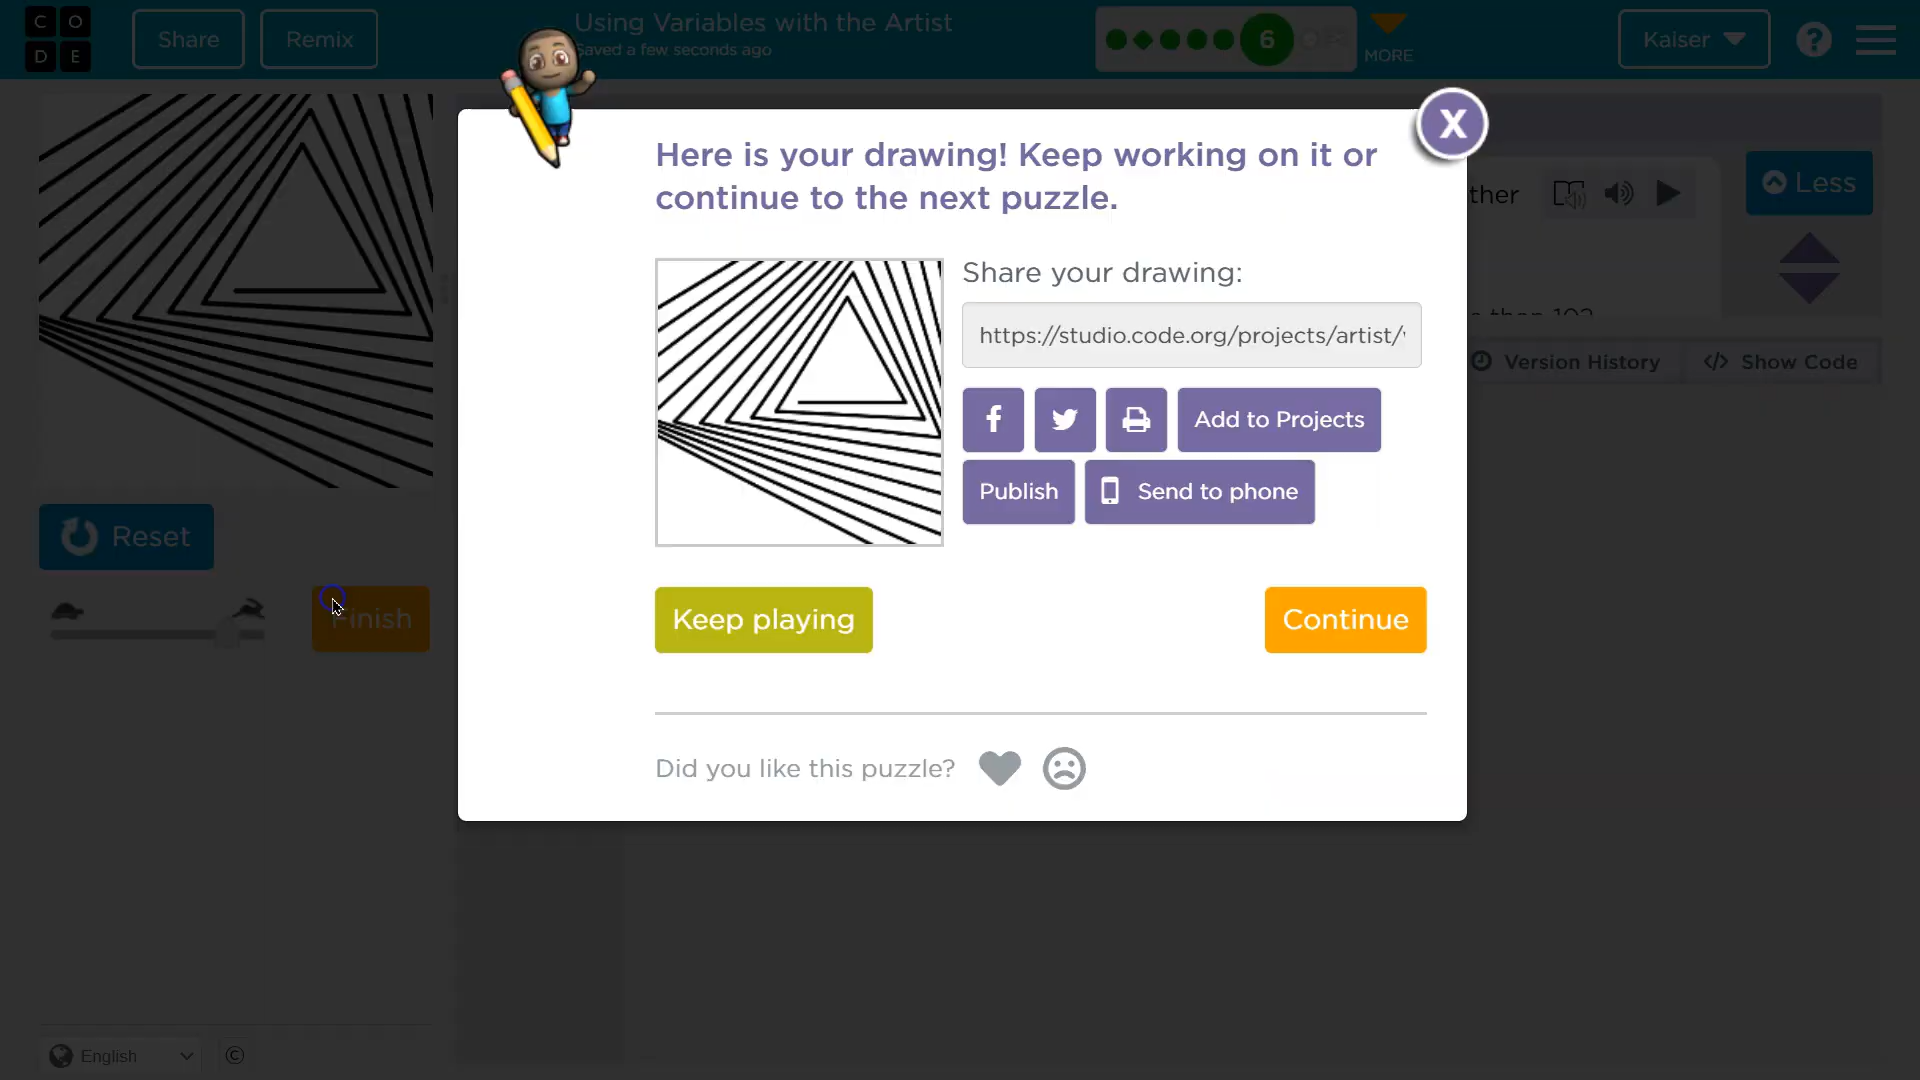 C O
D E
Share
Remix
Using Variables with the Artist
Saved a few seconds ago
6
MORE
Kaiser
?
X
Here is your drawing! Keep working on it or
continue to the next puzzle.
ther
Less
Share your drawing:
https://studio.code.org/projects/artist/
than 102
Version History
</> Show Code
f
Add to Projects
Publish
Send to phone
Reset
Finish
Keep playing
Continue
Did you like this puzzle?
English
©